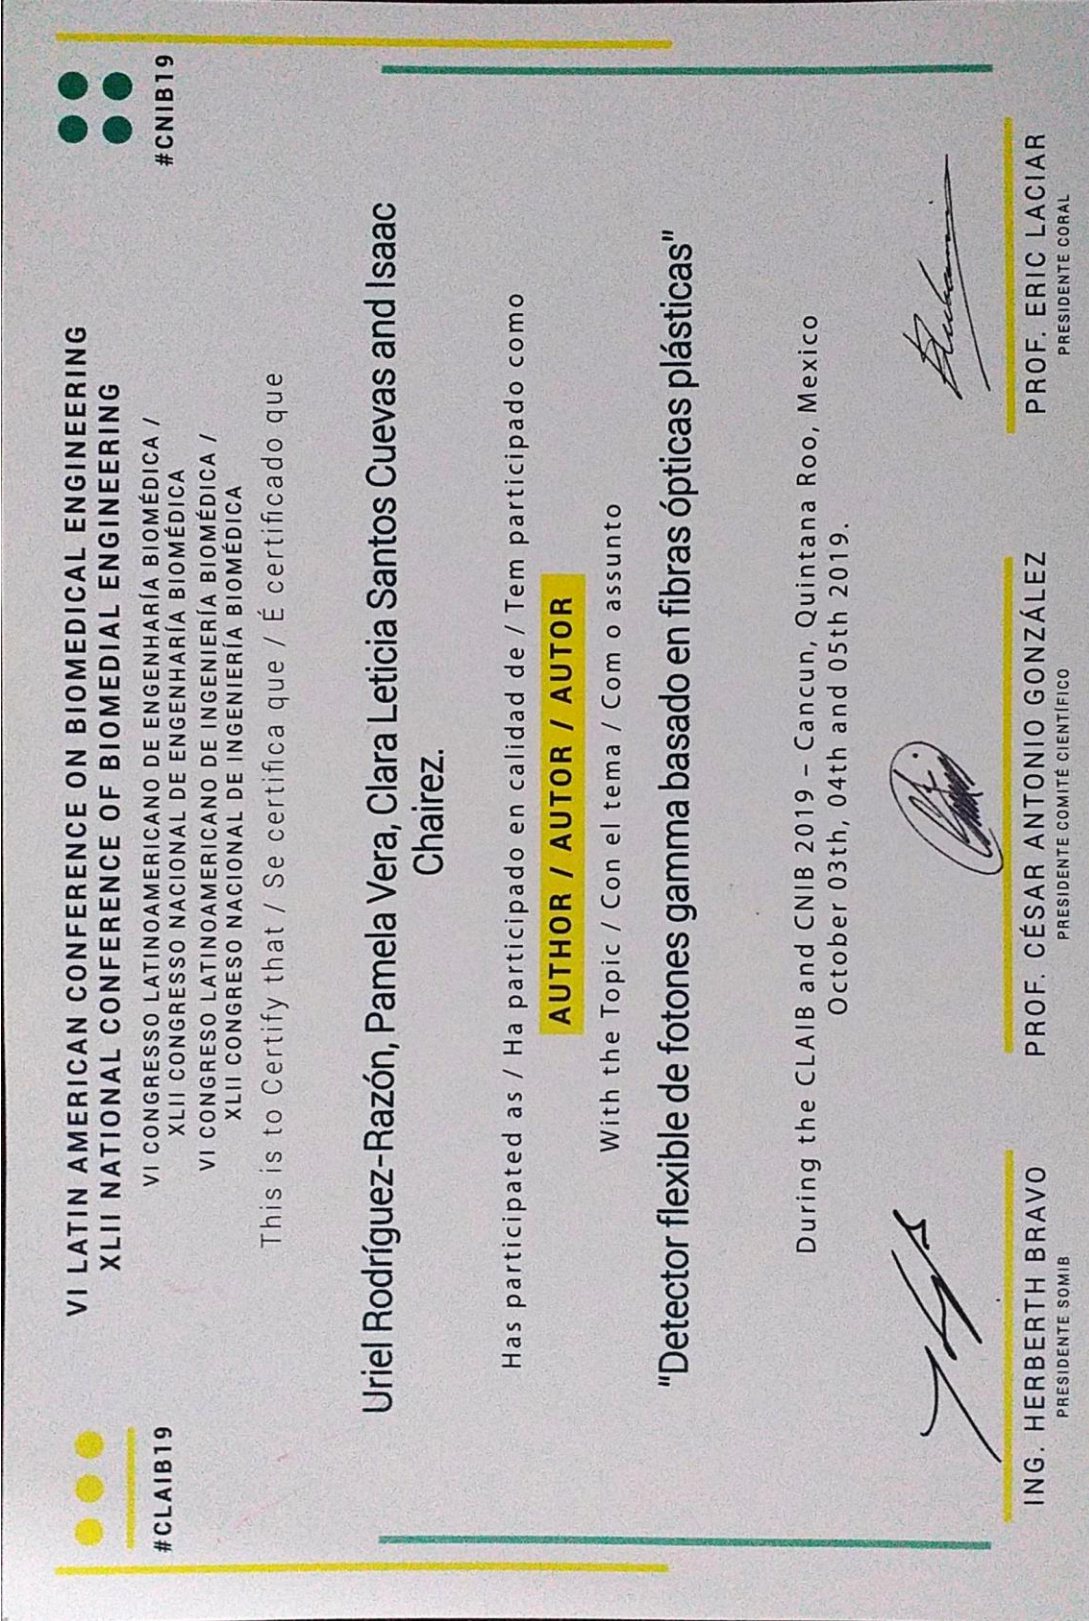 #CLAIB19
#CNIB19
VI LATIN AMERICAN CONFERENCE ON BIOMEDICAL ENGINEERING
XLII NATIONAL CONFERENCE OF BIOMEDIAL ENGINEERING
VI CONGRESSO LATINOAMERICANO DE ENGENHARÍA BIOMÉDICA /
XLII CONGRESSO NACIONAL DE ENGENHARÍA BIOMÉDICA
VI CONGRESO LATINOAMERICANO DE INGENIERÍA BIOMÉDICA /
XLII CONGRESO NACIONAL DE INGENIERÍA BIOMÉDICA
This is to Certify that / Se certifica que / É certificado que
Uriel Rodríguez-Razón, Pamela Vera, Clara Leticia Santos Cuevas and Isaac
Chairez.
Has participated as / Ha participado en calidad de / Tem participado como
AUTHOR / AUTOR / AUTOR
With the Topic / Con el tema / Com o assunto
"Detector flexible de fotones gamma basado en fibras ópticas plásticas"
During the CLAIB and CNIB 2019 – Cancun, Quintana Roo, Mexico
October 03th, 04th and 05th 2019.
ING. HERBERTH BRAVO
PRESIDENTE SOMIB
PROF. CÉSAR ANTONIO GONZÁLEZ
PRESIDENTE COMITÉ CIENTÍFICO
PROF. ERIC LACIAR
PRESIDENTE CORAL